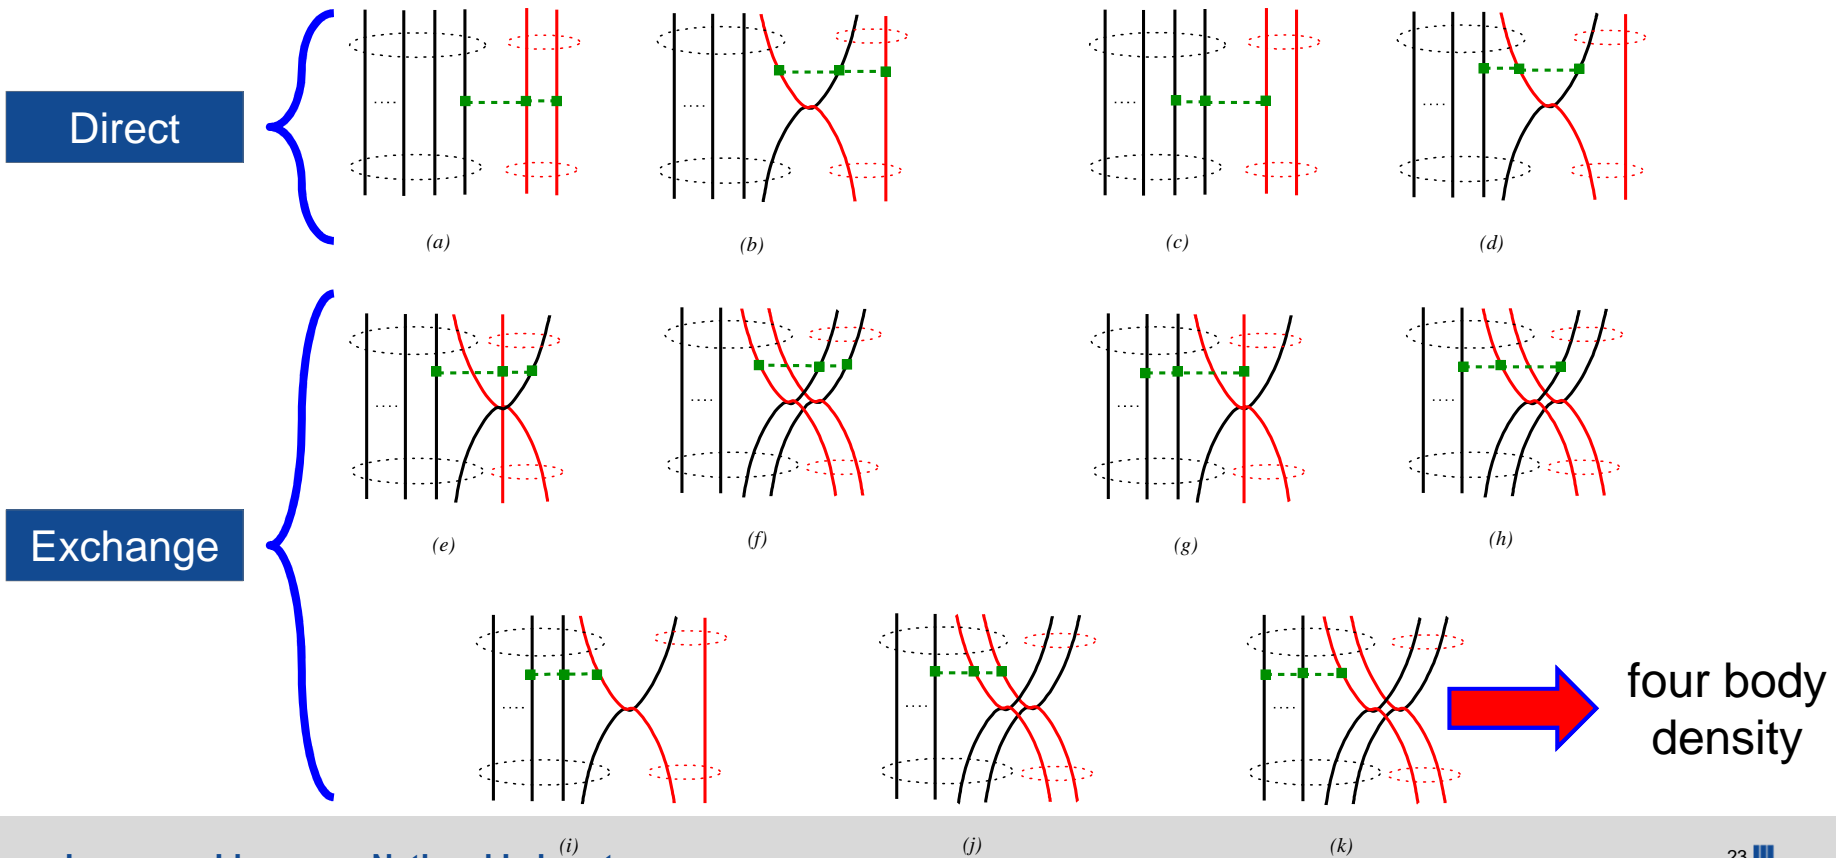 Direct
....
....
....
....
(a)
(b)
(c)
(d)
Exchange
....
....
....
....
(e)
(f)
(g)
(h)
....
....
....
four body
density
(i)
(j)
(k)
23